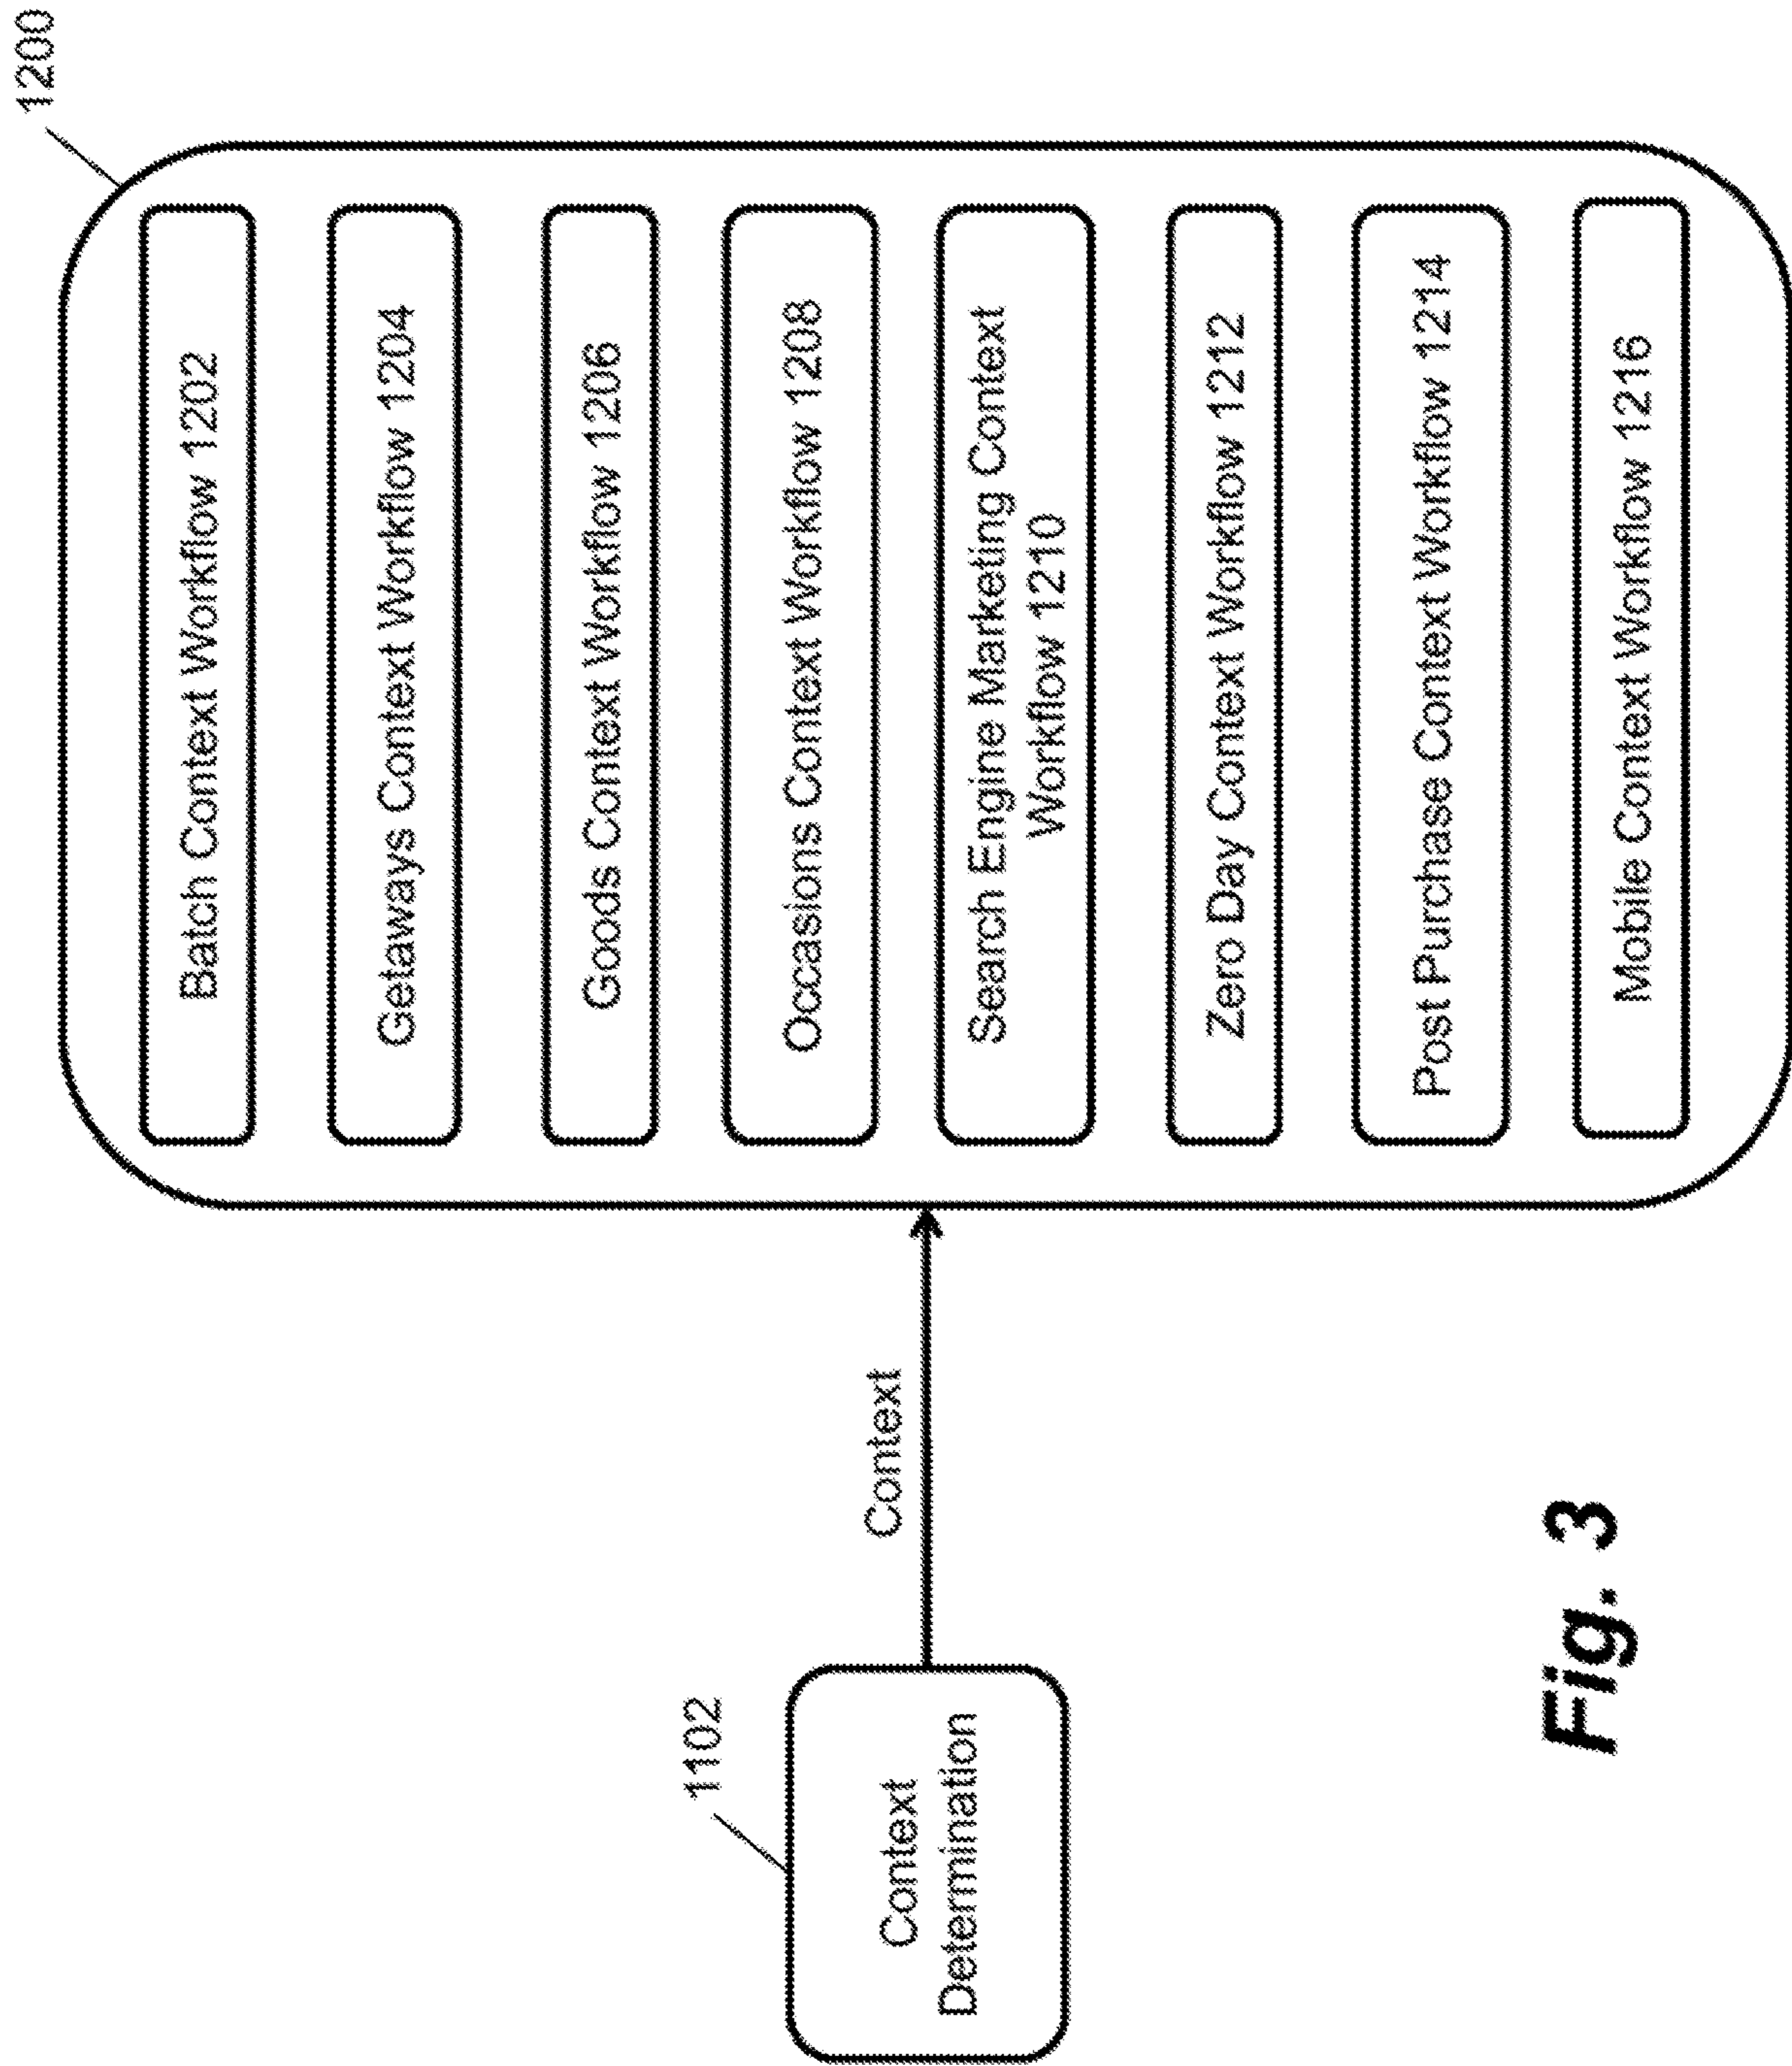 1200
Batch Context Workflow 1202
Getaways Context Workflow 1204
Goods Context Workflow 1206
Occasions Context Workflow 1208
Search Engine Marketing Context
Workflow 1210
Zero Day Context Workflow 1212
Post Purchase Context Workflow 1214
Mobile Context Workflow 1216
Context
1102
Context
Determination
Fig. 3